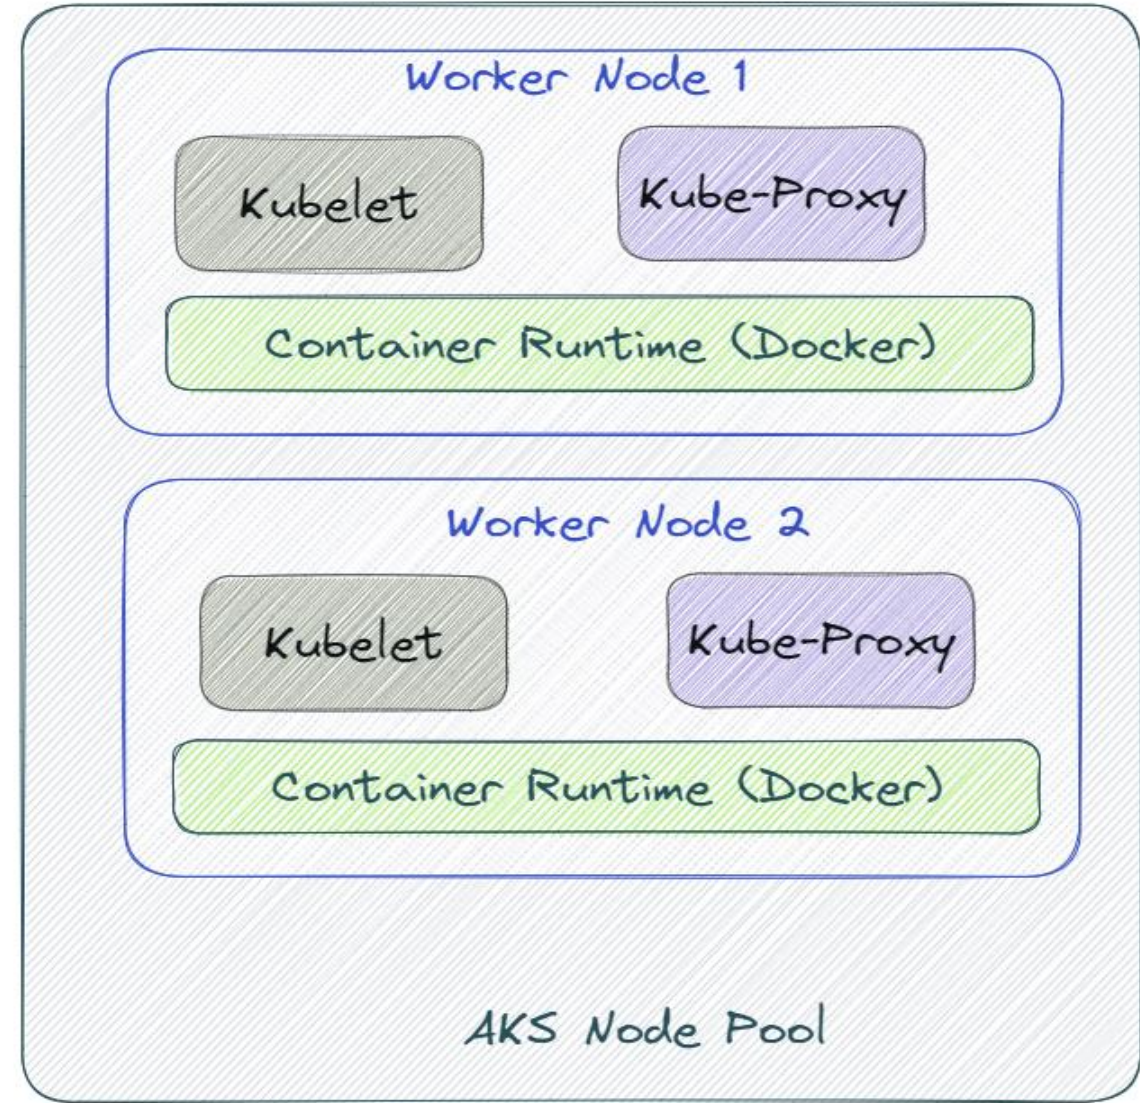 Worker Node 1
Kubelet
Kube-Proxy
Container Runtime (Docker)
Worker Node 2
Kubelet
Kube-Proxy
Container Runtime (Docker)
AKS Node Pool